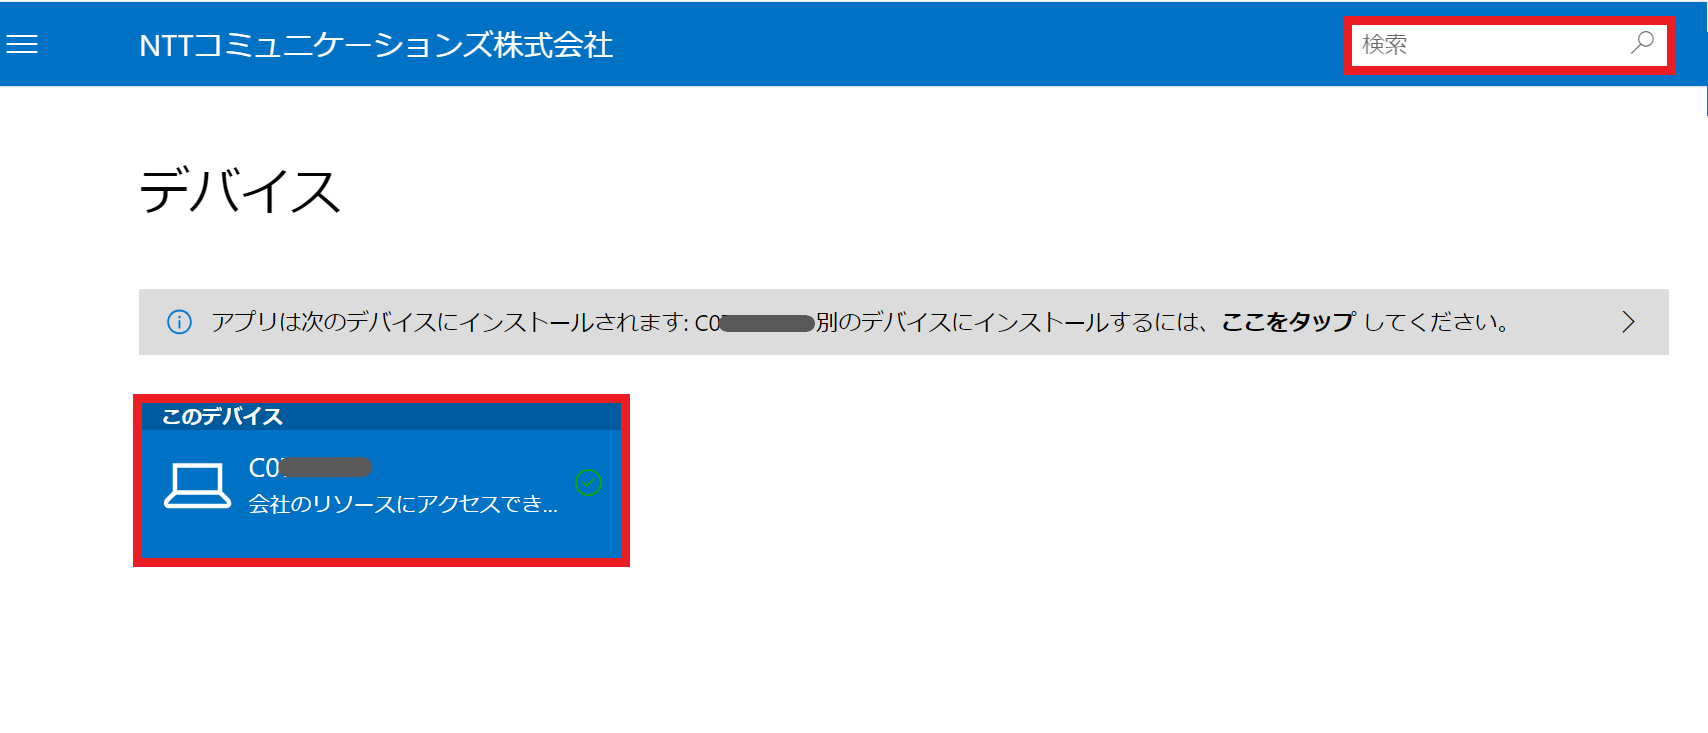 NTTコミュニケーションズ株式会社
検索
デバイス
アプリは次のデバイスにインストールされます: C0 別のデバイスにインストールするには、ここをタップ してください。
このデバイス
C0
会社のリソースにアクセスでき...